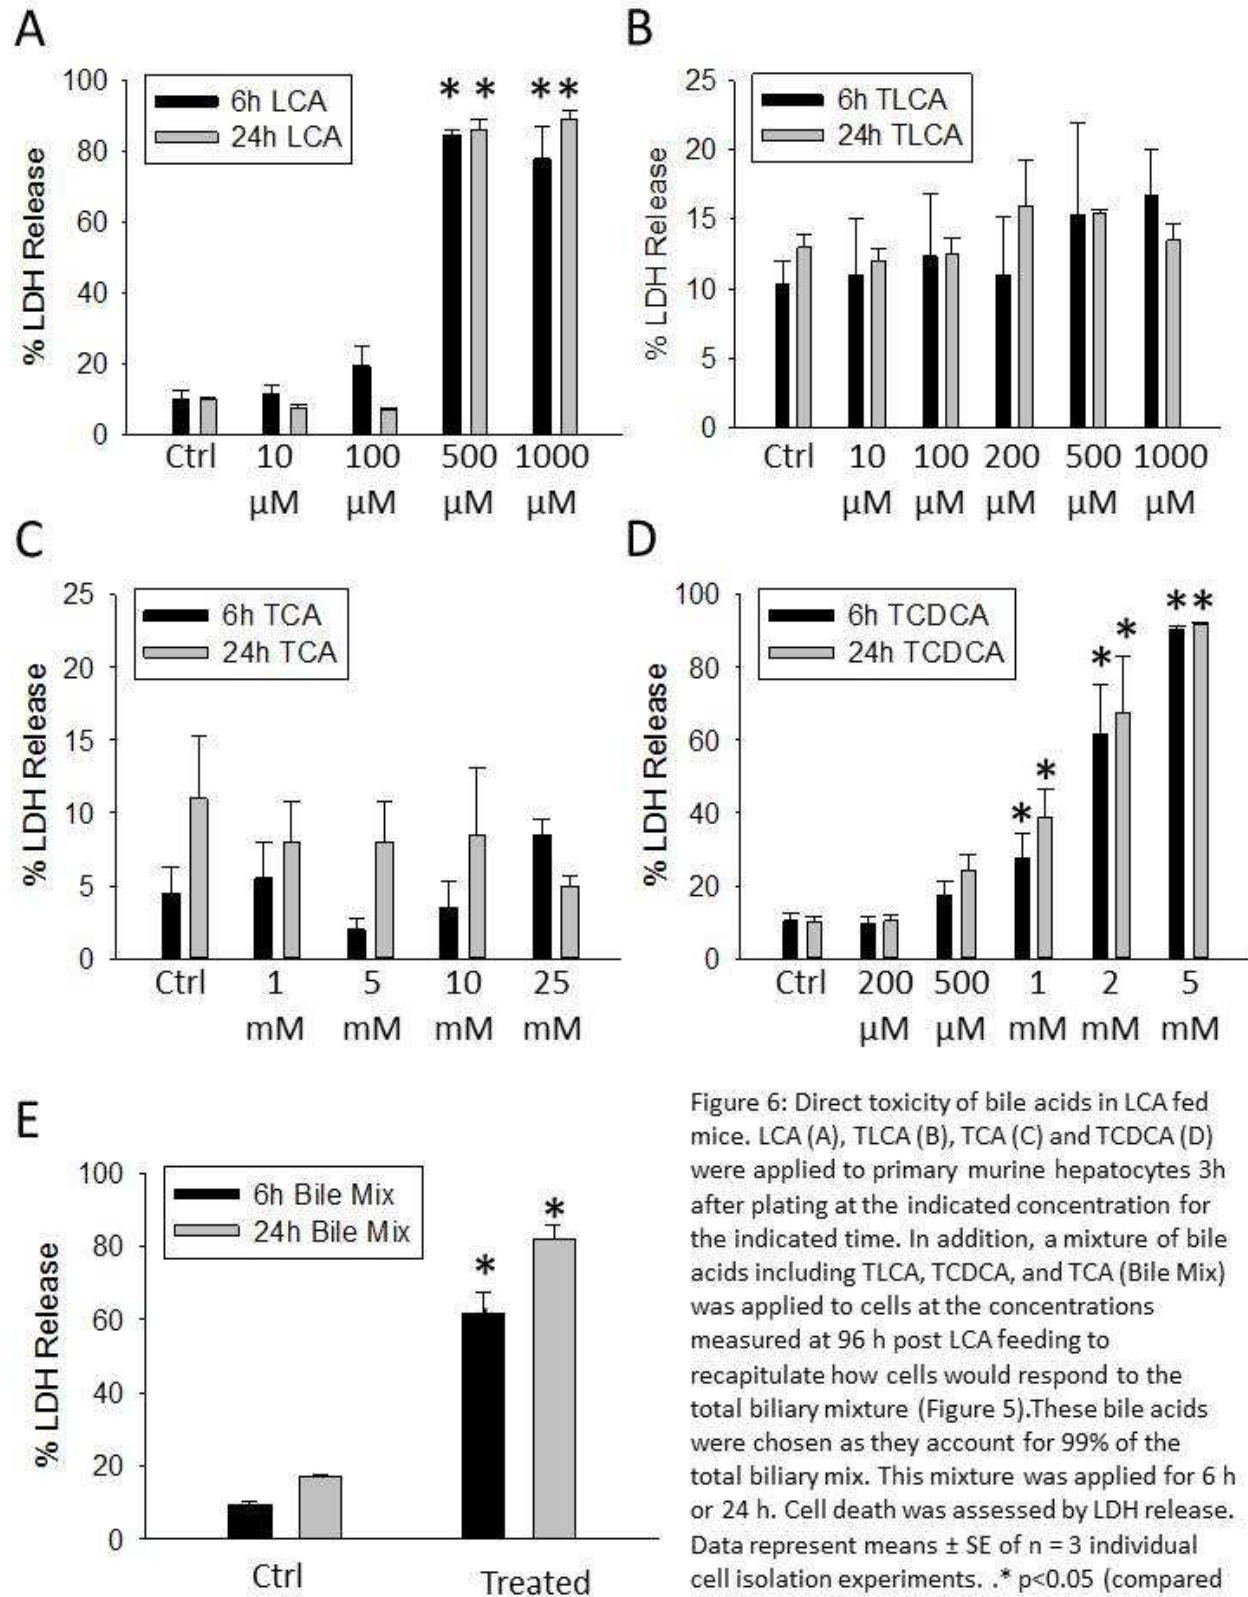 A
100
80
60
40
20
0
% LDH Release
6h LCA
24h LCA
* * * *
Ctrl 10 100 500 1000
µM µM µM µM
B
25
20
15
10
5
0
% LDH Release
6h TLCA
24h TLCA
Ctrl 10 100 200 500 1000
µM µM µM µM µM
C
25
20
15
10
5
0
% LDH Release
6h TCA
24h TCA
Ctrl 1 5 10 25
mM mM mM mM
D
100
80
60
40
20
0
% LDH Release
6h TCDCA
24h TCDCA
* * * * * *
Ctrl 200 500 1 2 5
µM µM mM mM mM
E
100
80
60
40
20
0
% LDH Release
6h Bile Mix
24h Bile Mix
* *
Ctrl Treated
Figure 6: Direct toxicity of bile acids in LCA fed
mice. LCA (A), TLCA (B), TCA (C) and TCDCA (D)
were applied to primary murine hepatocytes 3h
after plating at the indicated concentration for
the indicated time. In addition, a mixture of bile
acids including TLCA, TCDCA, and TCA (Bile Mix)
was applied to cells at the concentrations
measured at 96 h post LCA feeding to
recapitulate how cells would respond to the
total biliary mixture (Figure 5).These bile acids
were chosen as they account for 99% of the
total biliary mix. This mixture was applied for 6 h
or 24 h. Cell death was assessed by LDH release.
Data represent means ± SE of n = 3 individual
cell isolation experiments. .* p<0.05 (compared